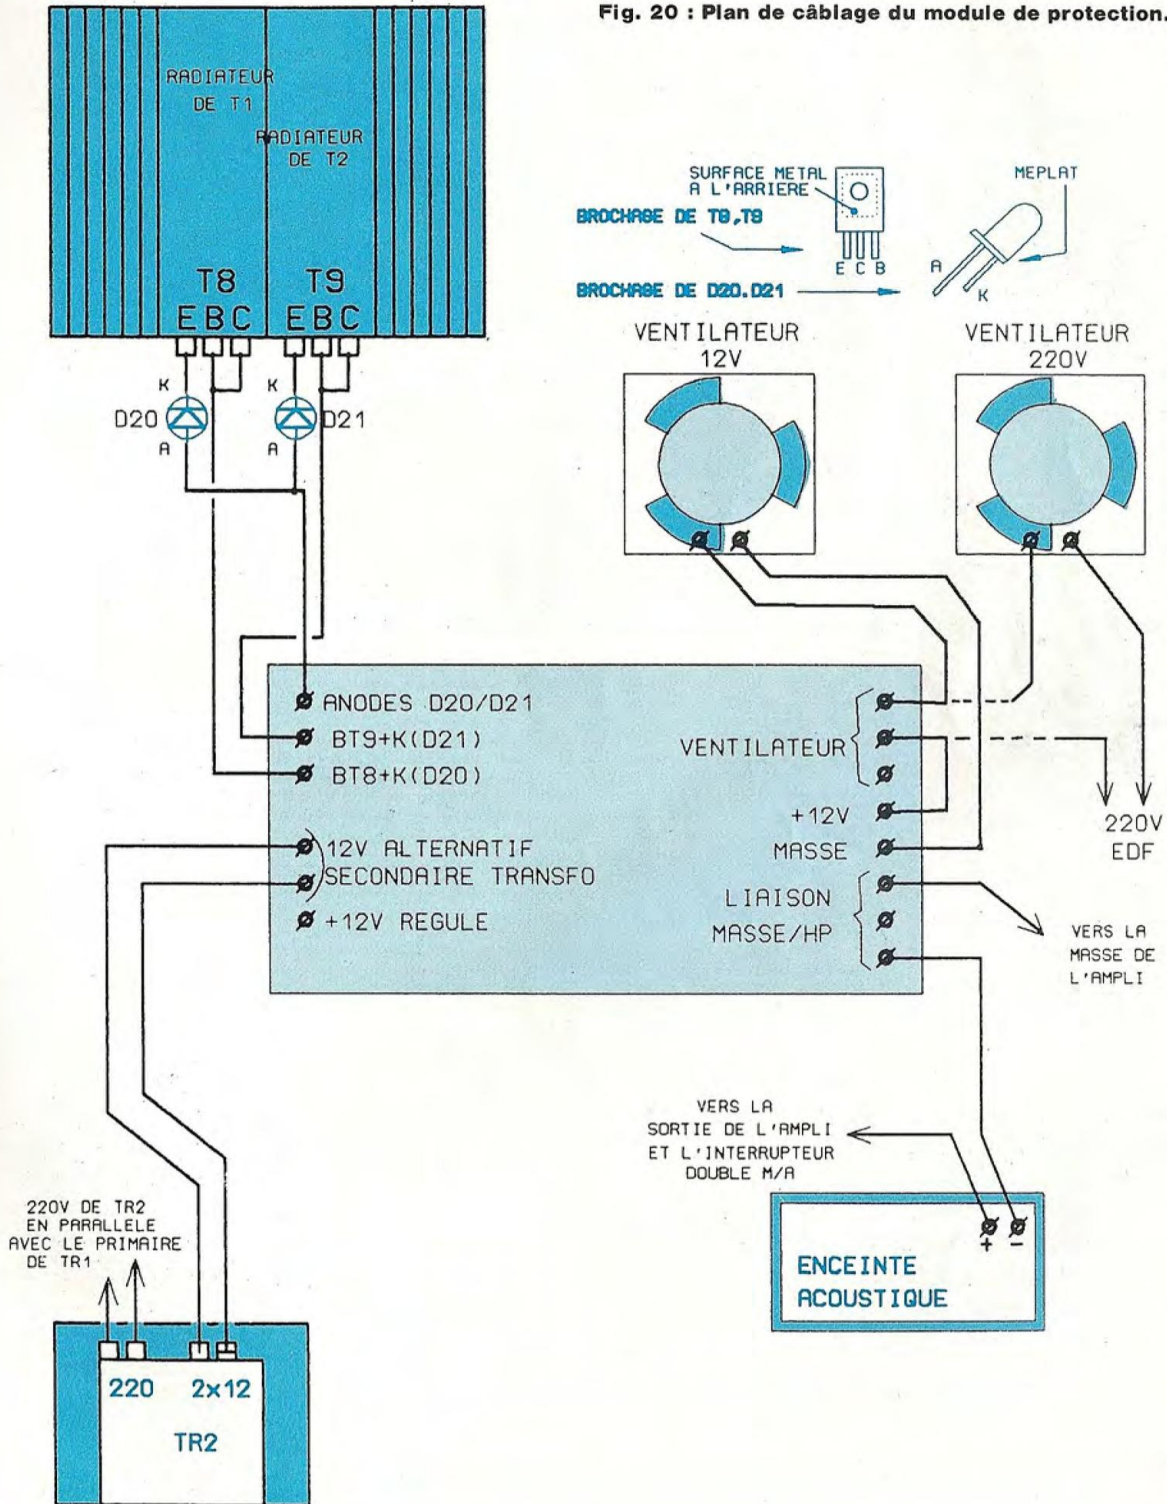 Fig. 20 : Plan de câblage du module de protection.
RADIATEUR
DE T1
RADIATEUR
DE T2
T8
T9
E B C
E B C
K
D20
A
K
D21
A
SURFACE METAL
A L'ARRIERE
BROCHAGE DE T8,T9
E C B
BROCHAGE DE D20.D21
MEPLAT
A
K
VENTILATEUR
12V
VENTILATEUR
220V
ANODES D20/D21
BT9+K(D21)
BT8+K(D20)
12V ALTERNATIF
SECONDAIRE TRANSFO
+12V REGULE
VENTILATEUR
+12V
MASSE
LIAISON
MASSE/HP
220V
EDF
VERS LA
MASSE DE
L'AMPLI
VERS LA
SORTIE DE L'AMPLI
ET L'INTERRUPTEUR
DOUBLE M/A
+ -
ENCEINTE
ACOUSTIQUE
220V DE TR2
EN PARALLELE
AVEC LE PRIMAIRE
DE TR1
220
2x12
TR2